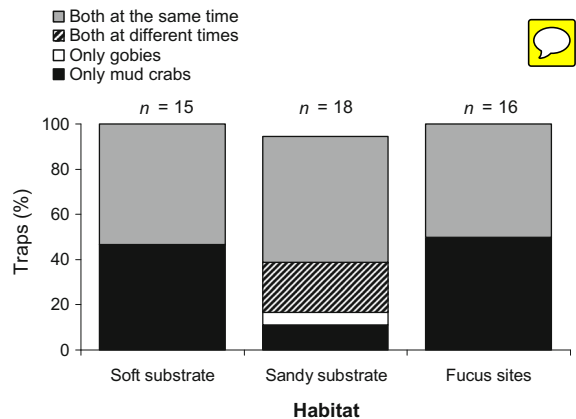 Both at the same time
Both at different times
Only gobies
Only mud crabs
n = 15 n = 18 n = 16
100
80
60
40
20
0
Traps (%)
Soft substrate Sandy substrate Fucus sites
Habitat